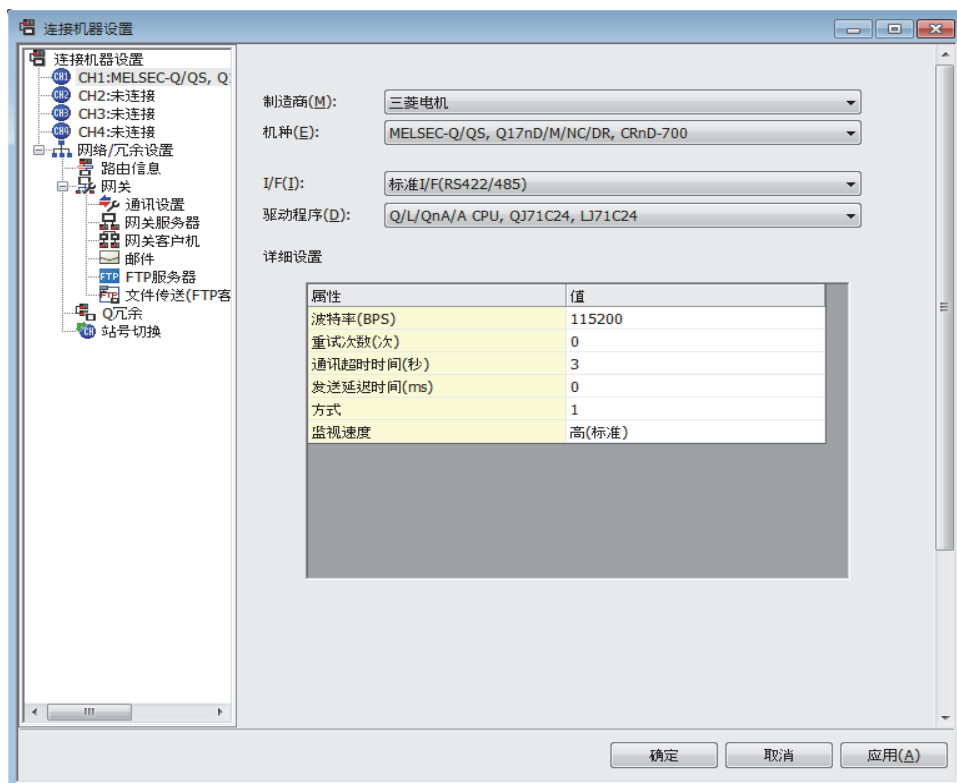 连接机器设置
连接机器设置
CH1 CH1:MELSEC-Q/QS, Q
CH2 CH2:未连接
CH3 CH3:未连接
CH4 CH4:未连接
网络/冗余设置
路由信息
网关
通讯设置
网关服务器
网关客户机
邮件
FTP FTP服务器
FTP 文件传送(FTP客
Q冗余
CH 站号切换
制造商(M): 三菱电机
机种(E): MELSEC-Q/QS, Q17nD/M/NC/DR, CRnD-700
I/F(I): 标准I/F(RS422/485)
驱动程序(D): Q/L/QnA/A CPU, QJ71C24, LJ71C24
详细设置
属性 值
波特率(BPS) 115200
重试次数(次) 0
通讯超时时间(秒) 3
发送延迟时间(ms) 0
方式 1
监视速度 高(标准)
确定 取消 应用(A)